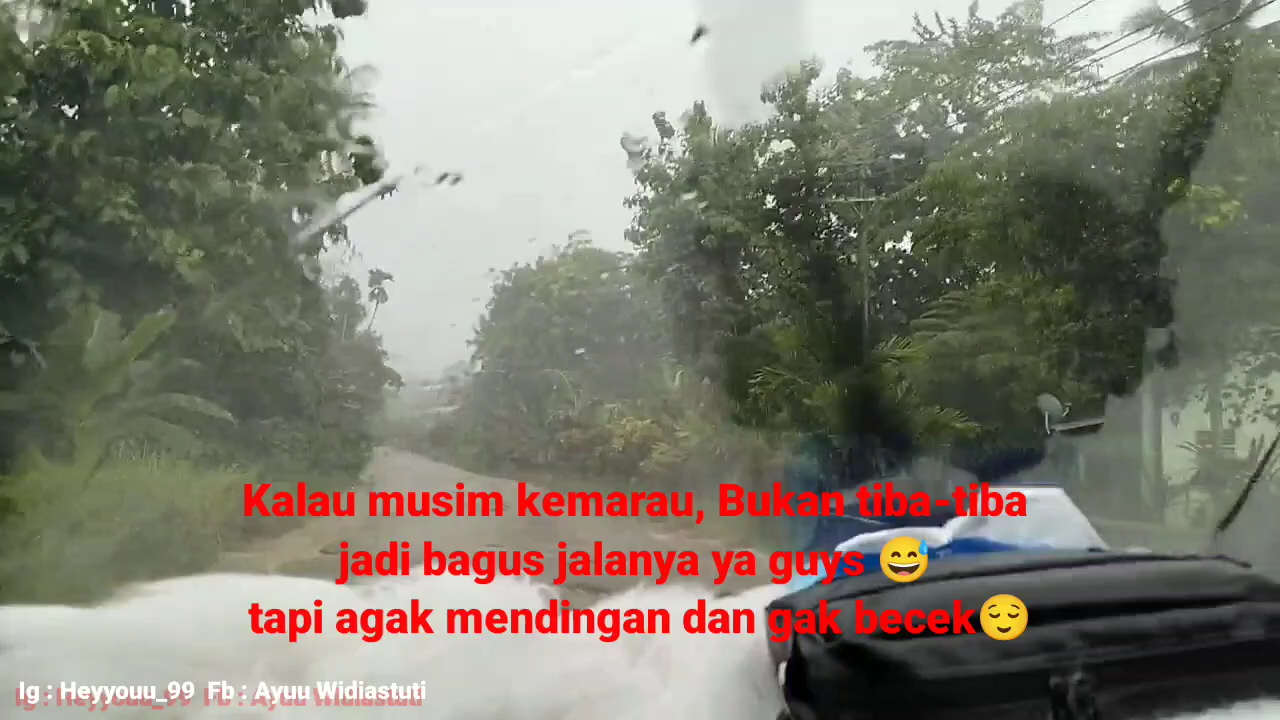 Kalau musim kemarau, Bukan tiba-tiba
jadi bagus jalanya ya guys 😅
tapi agak mendingan dan gak becek😌
Ig : Heyyouu_99 Fb : Ayuu Widiastuti